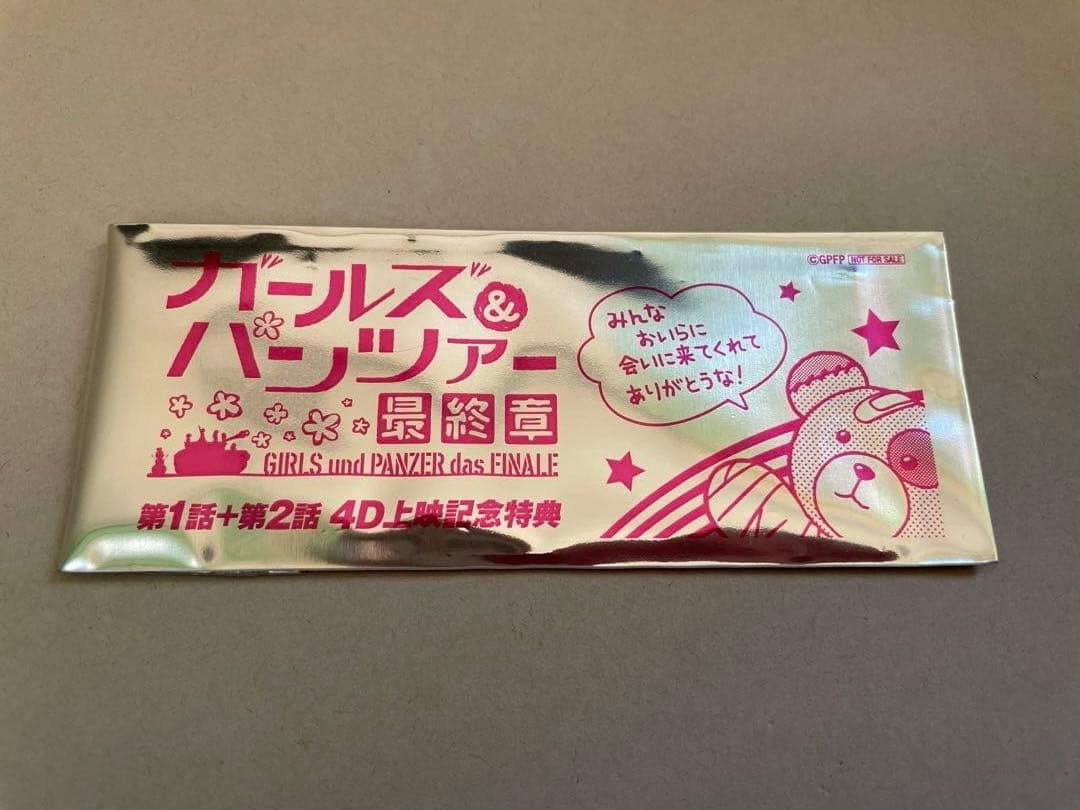 ガールズ&
パンツァー
最終章
GIRLS und PANZER das FINALE
第1話+第2話 4D上映記念特典
©GPFP NOT FOR SALE
みんな
おいらに
会いに来てくれて
ありがとうな!